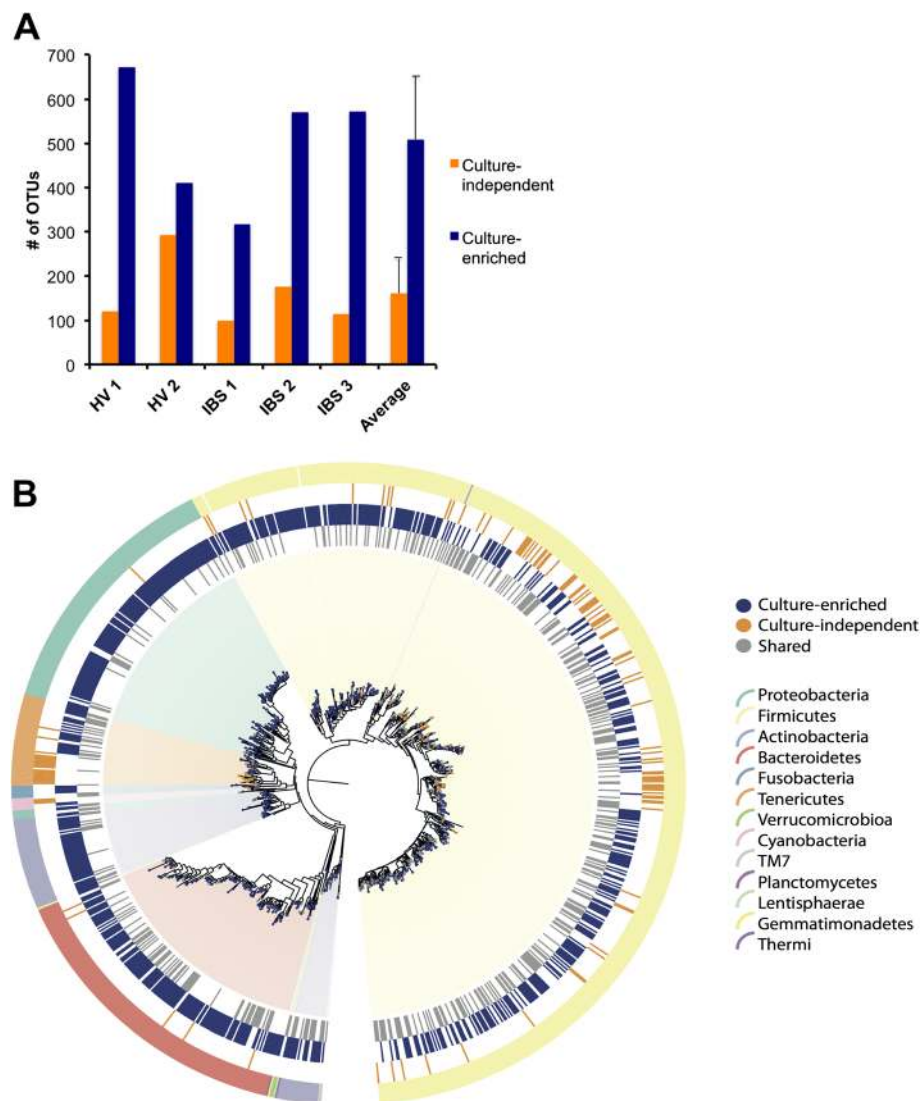 A
700
600
500
400
300
200
100
0
# of OTUs
HV 1
HV 2
IBS 1
IBS 2
IBS 3
Average
Culture-
independent
Culture-
enriched
B
Culture-enriched
Culture-independent
Shared
Proteobacteria
Firmicutes
Actinobacteria
Bacteroidetes
Fusobacteria
Tenericutes
Verrucomicrobioa
Cyanobacteria
TM7
Planctomycetes
Lentisphaerae
Gemmatimonadetes
Thermi